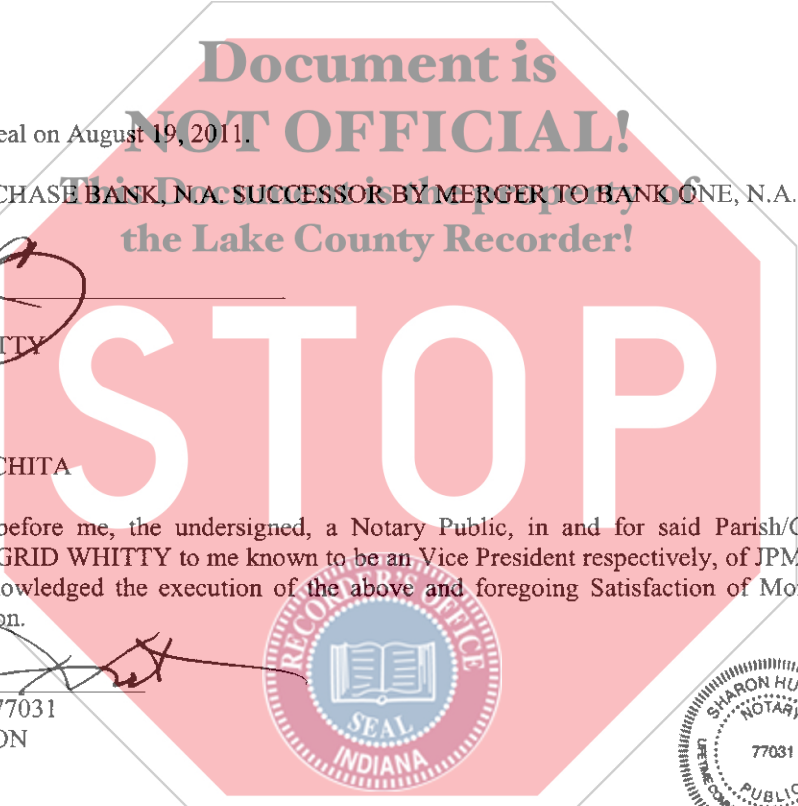 Document is
NOT OFFICIAL!
eal on August 19, 2011.
This Document is the property of
CHASE BANK, N.A. SUCCESSOR BY MERGER TO BANK ONE, N.A.
the Lake County Recorder!
TTY
STOP
CHITA
before me, the undersigned, a Notary Public, in and for said Parish/C
GRID WHITTY to me known to be an Vice President respectively, of JPM
owledged the execution of the above and foregoing Satisfaction of Mo
on.
RECORDER'S OFFICE
SEAL
INDIANA
77031
ON
SHARON HU
NOTARY
77031
PUBLIC
LIFETIME COM